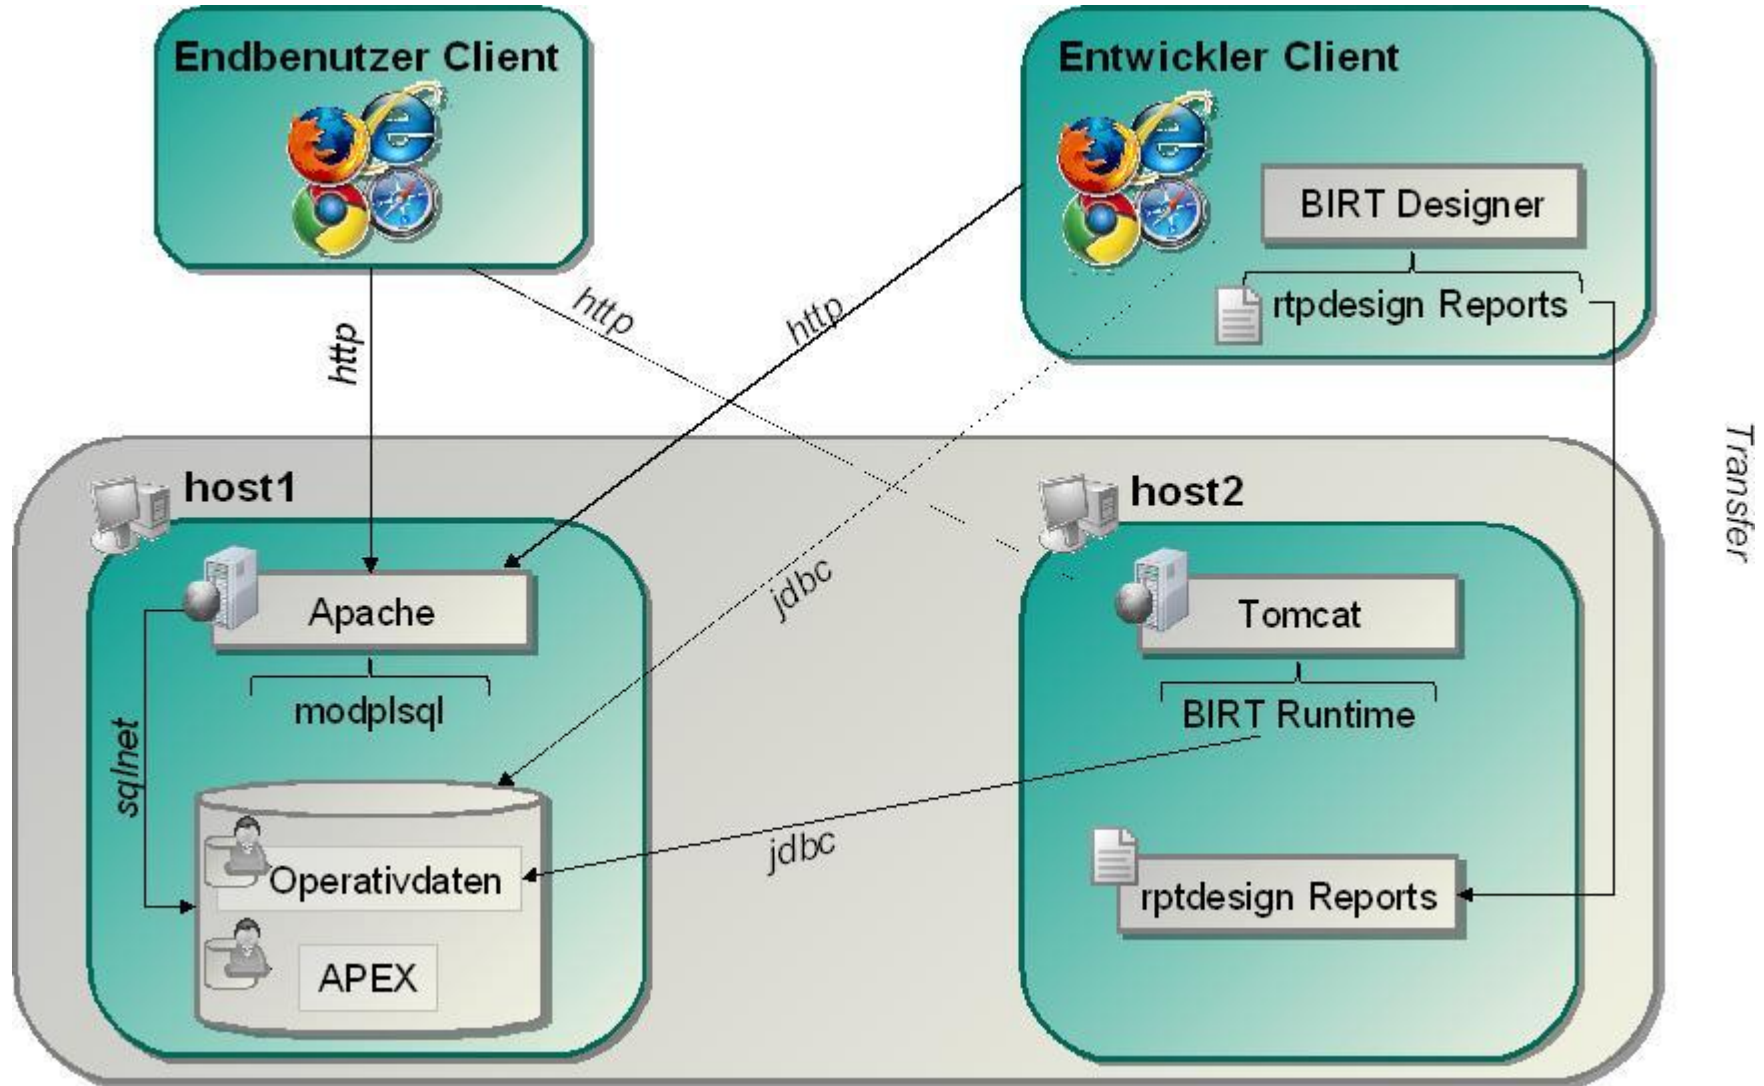 Endbenutzer Client
Entwickler Client
BIRT Designer
rtpdesign Reports
http
http
http
Transfer
host1
host2
Apache
modplsql
sqlnet
jdbc
Tomcat
BIRT Runtime
jdbc
Operativdaten
rptdesign Reports
APEX